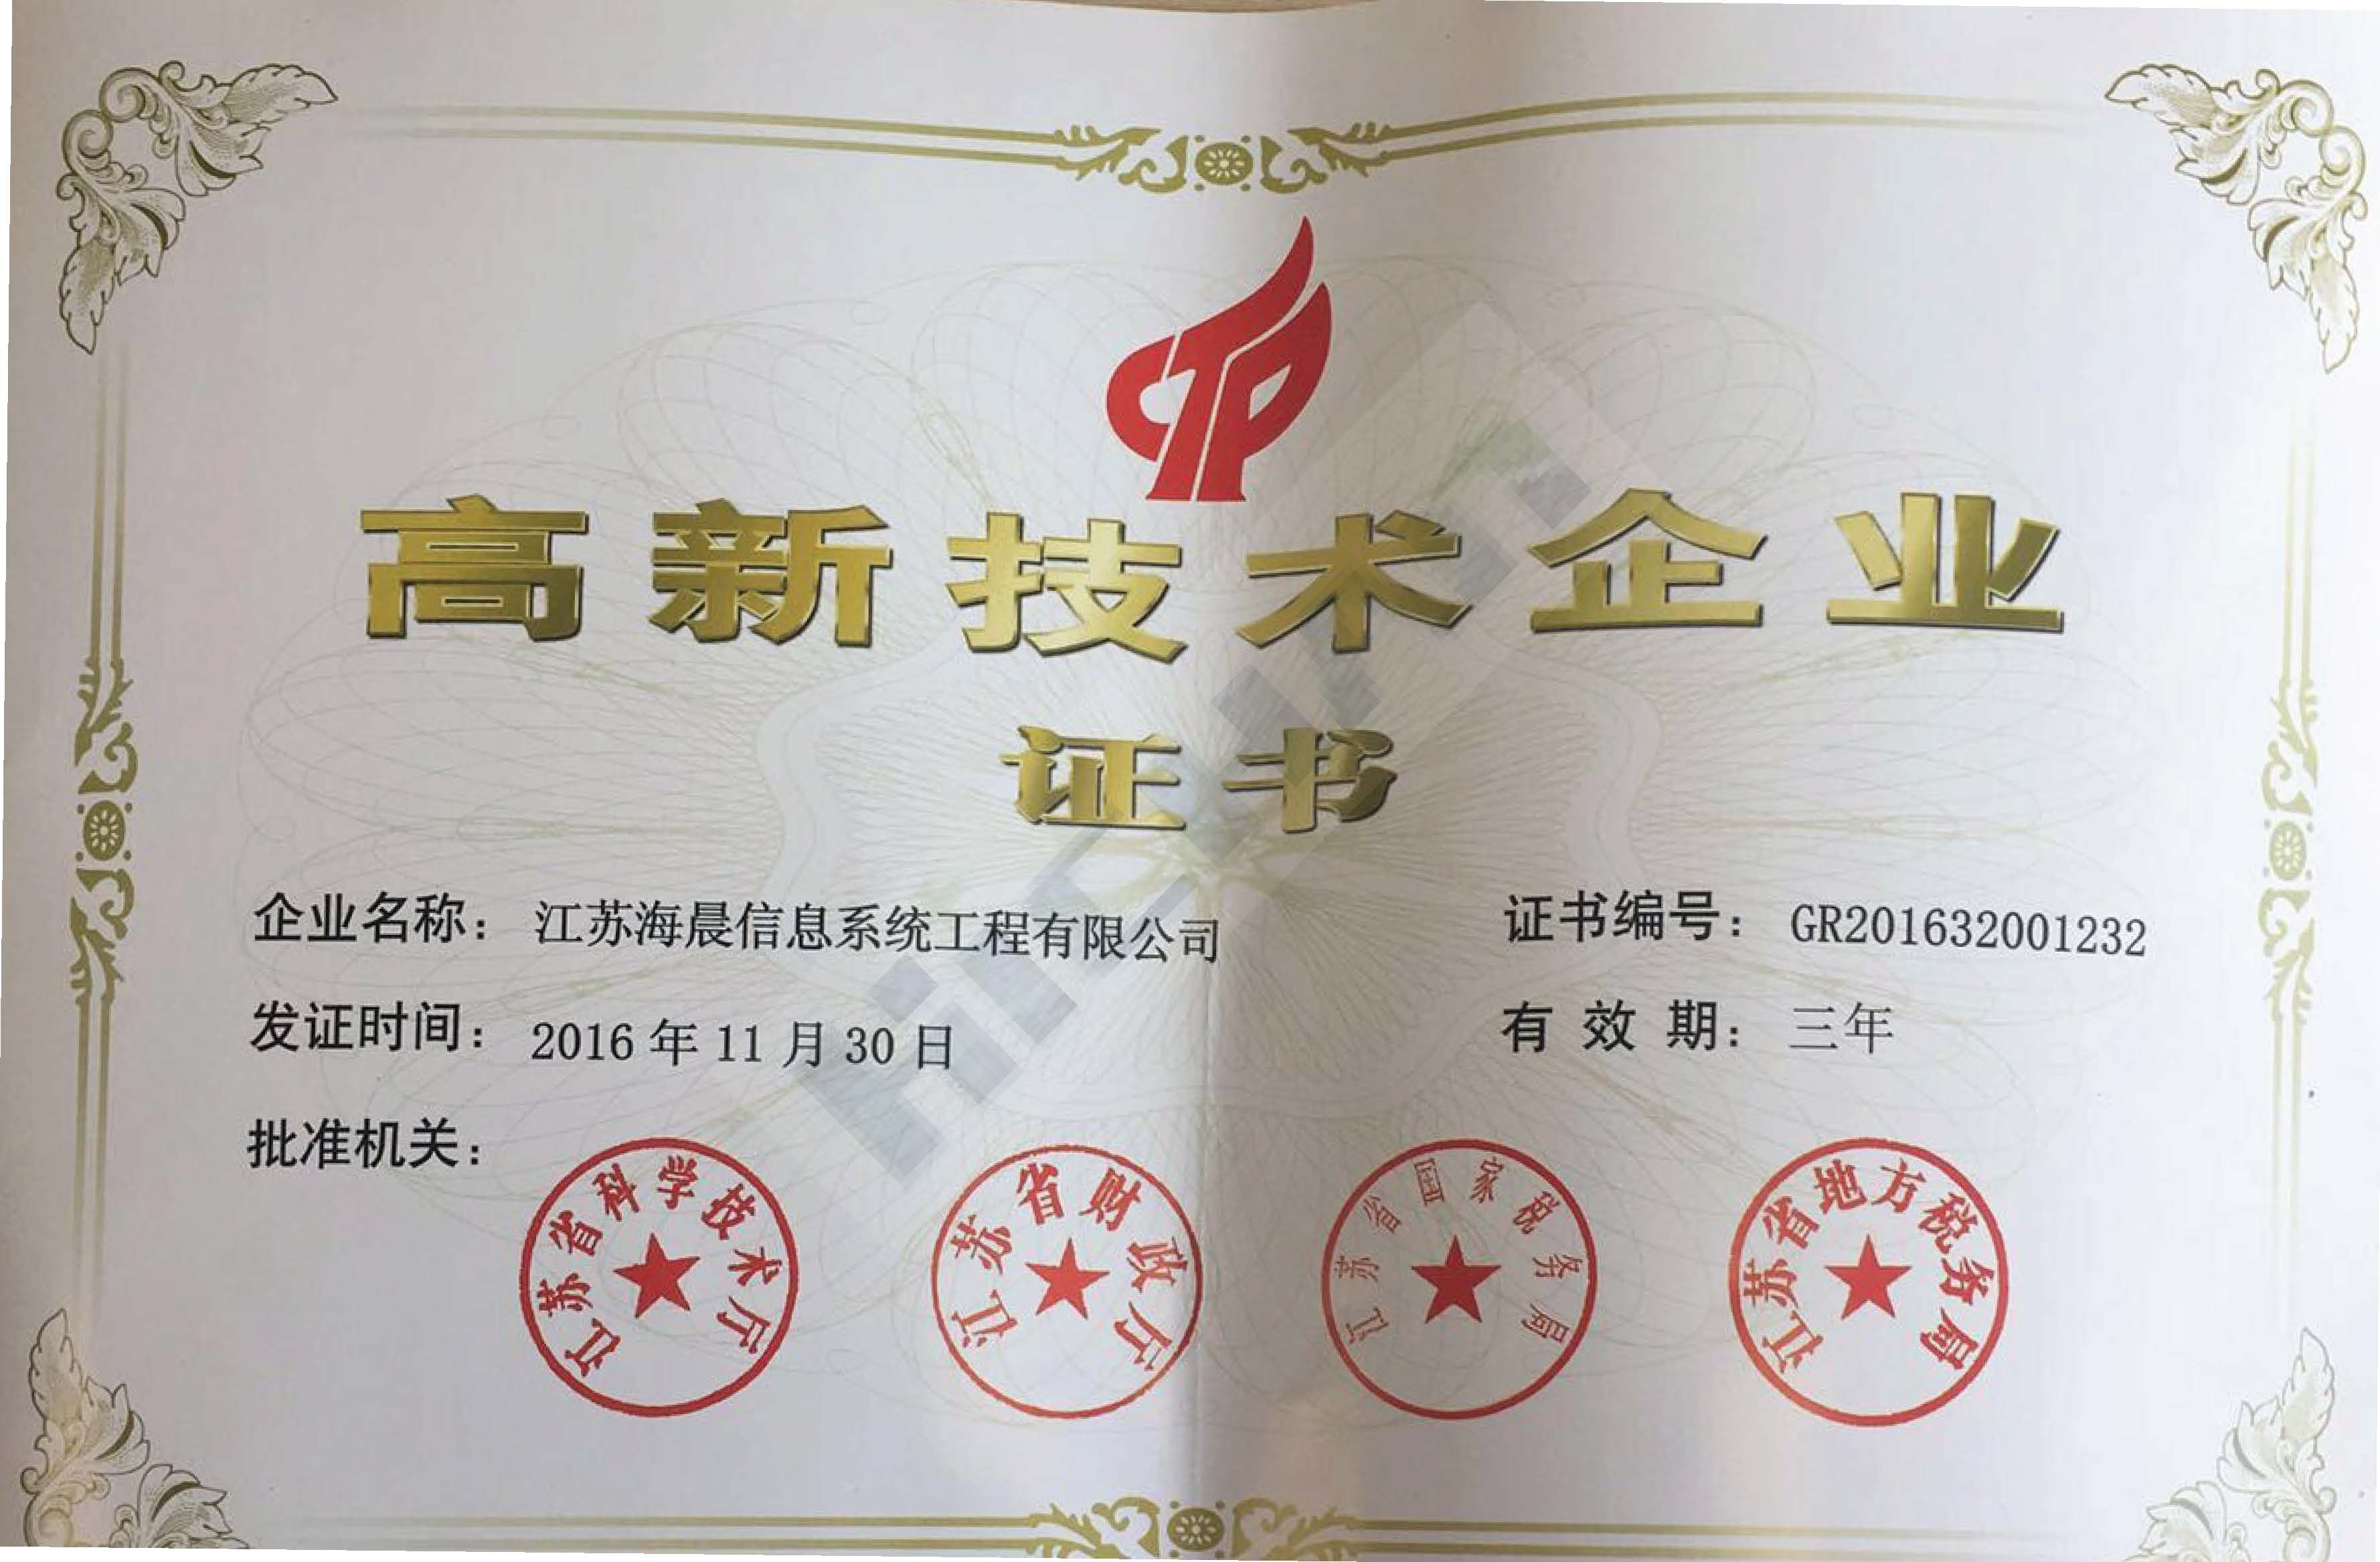 高新技术企业
证书
企业名称：江苏海晨信息系统工程有限公司
证书编号：GR201632001232
发证时间：2016年11月30日
有效期：三年
批准机关：
江苏省科学技术厅
江苏省财政厅
江苏省国家税务局
江苏省地方税务局